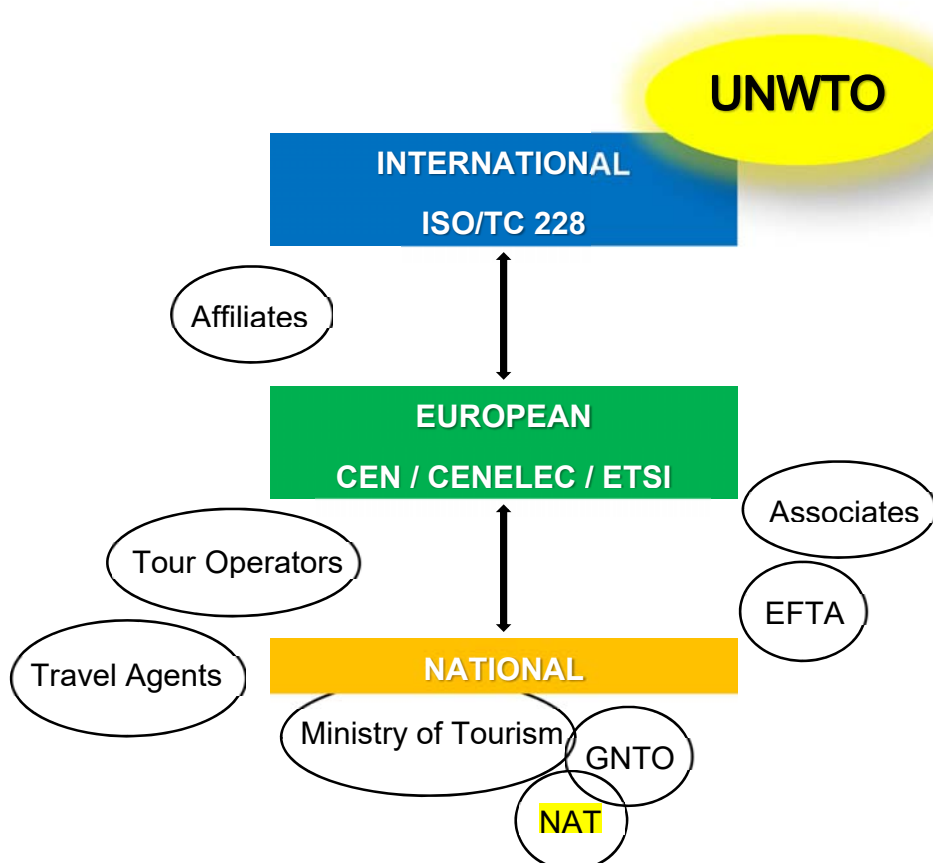 UNWTO
INTERNATIONAL
ISO/TC 228
Affiliates
EUROPEAN
CEN / CENELEC / ETSI
Associates
Tour Operators
EFTA
Travel Agents
NATIONAL
Ministry of Tourism
GNTO
NAT